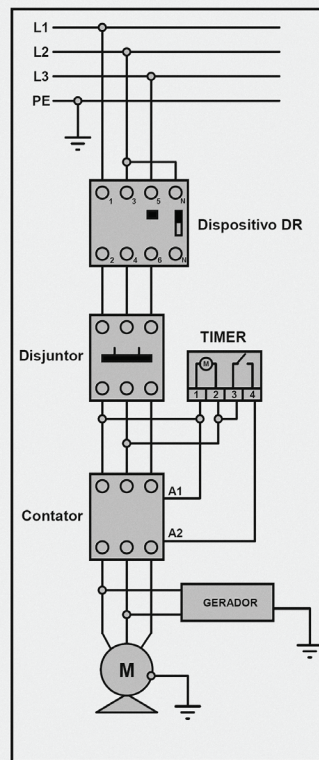 L1
L2
L3
PE
1 3 5 N
Dispositivo DR
2 4 6 N
TIMER
Disjuntor
M
1 2 3 4
A1
Contator
A2
GERADOR
M